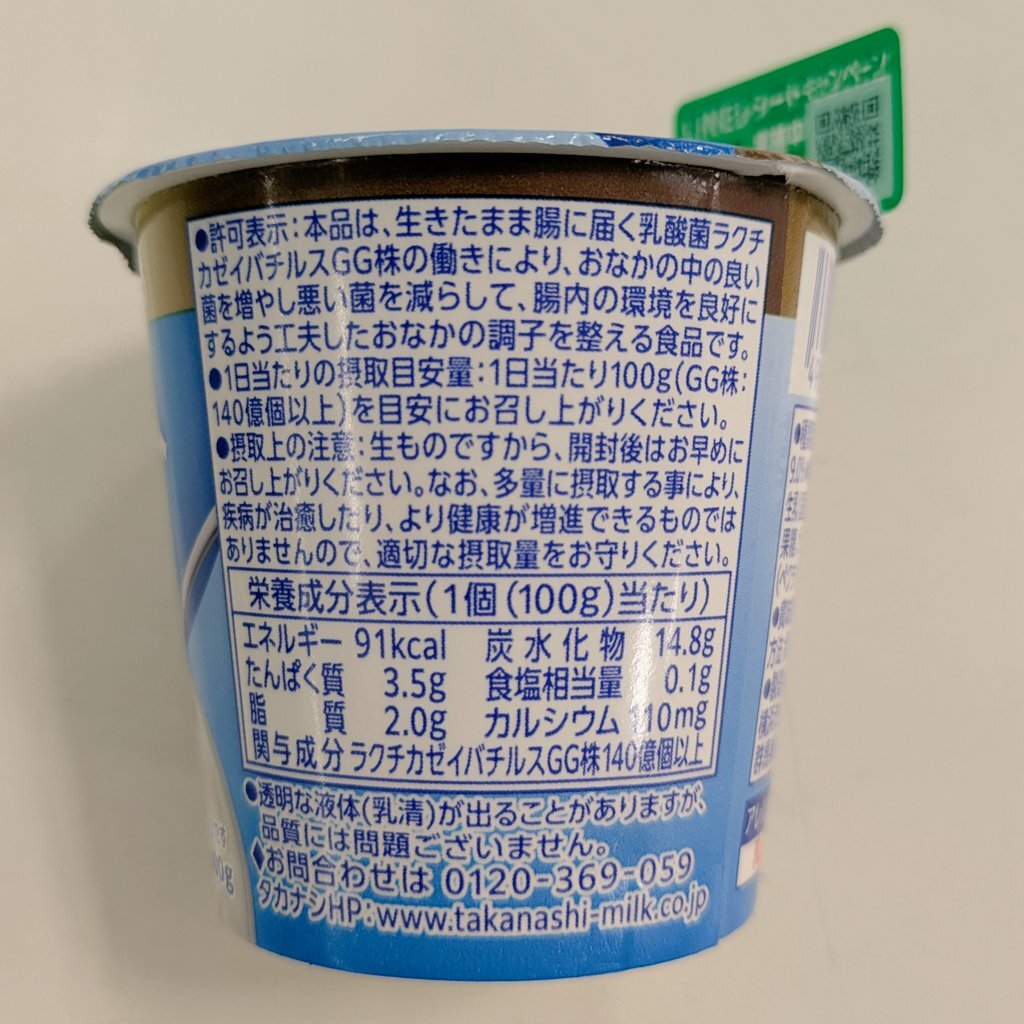 ●許可表示：本品は、生きたまま腸に届く乳酸菌ラクチ
カゼイバチルスGG株の働きにより、おなかの中の良い
菌を増やし悪い菌を減らして、腸内の環境を良好に
するよう工夫したおなかの調子を整える食品です。
●1日当たりの摂取目安量：1日当たり100g(GG株：
140億個以上)を目安にお召し上がりください。
●摂取上の注意：生ものですから、開封後はお早めに
お召し上がりください。なお、多量に摂取する事により、
疾病が治癒したり、より健康が増進できるものでは
ありませんので、適切な摂取量をお守りください。
栄養成分表示(1個(100g)当たり)
エネルギー 91kcal 炭水化物 14.8g
たんぱく質 3.5g 食塩相当量 0.1g
脂質 2.0g カルシウム 110mg
関与成分 ラクチカゼイバチルスGG株140億個以上
●透明な液体(乳清)が出ることがありますが、
品質には問題ございません。
♦お問合わせは 0120-369-059
タカナシHP：www.takanashi-milk.co.jp